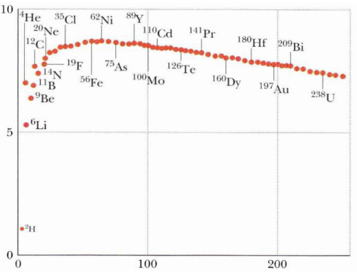 10
⁴He
²⁰Ne
³⁵Cl
⁶²Ni
⁸⁹Y
¹²C
¹¹⁰Cd
¹⁴¹Pr
¹⁸⁰Hf
²⁰⁹Bi
¹⁹F
¹⁴N
¹¹B
⁵⁶Fe
⁷⁵As
¹⁰⁰Mo
¹²⁶Te
¹⁶⁰Dy
¹⁹⁷Au
²³⁸U
⁹Be
5
⁶Li
²H
0
0
100
200